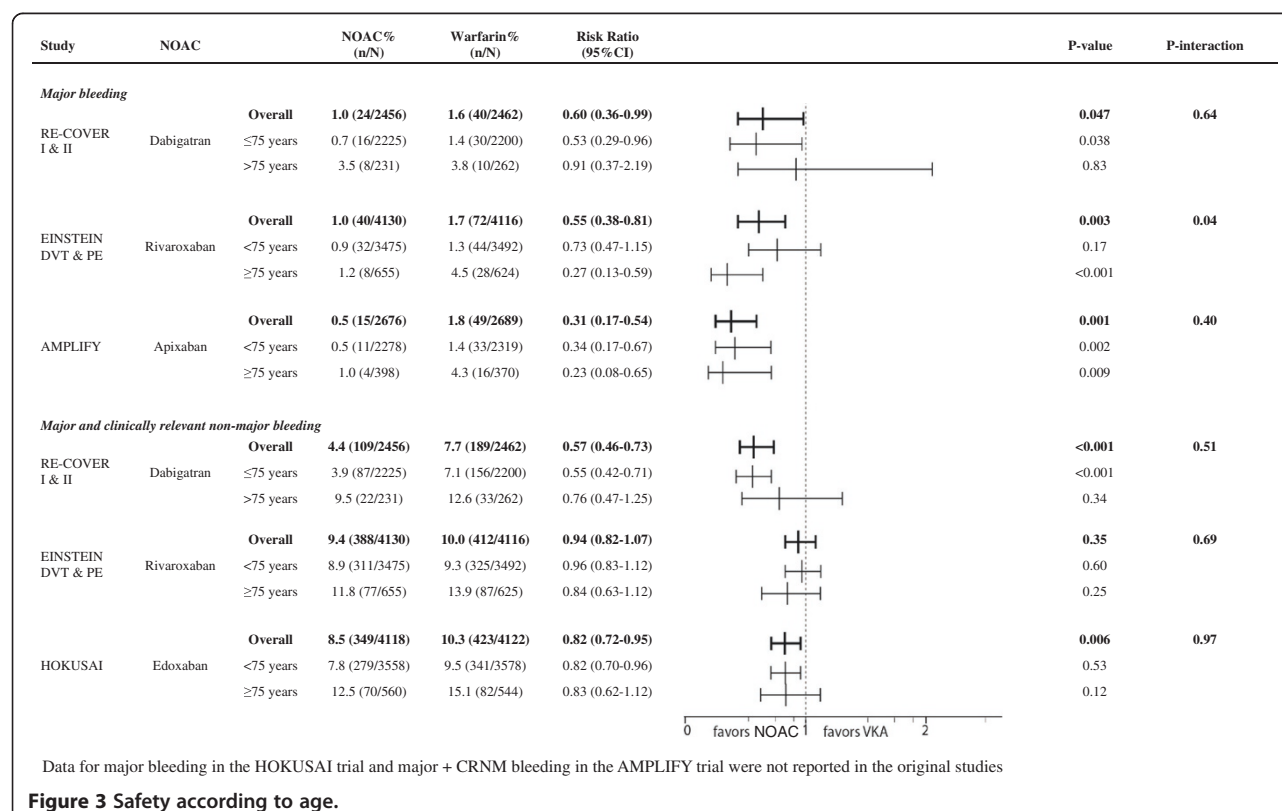 Study NOAC NOAC% (n/N) Warfarin% (n/N) Risk Ratio (95%CI) P-value P-interaction
Major bleeding
RE-COVER I & II Dabigatran Overall 1.0 (24/2456) 1.6 (40/2462) 0.60 (0.36-0.99) 0.047 0.64
≤75 years 0.7 (16/2225) 1.4 (30/2200) 0.53 (0.29-0.96) 0.038
>75 years 3.5 (8/231) 3.8 (10/262) 0.91 (0.37-2.19) 0.83
EINSTEIN DVT & PE Rivaroxaban Overall 1.0 (40/4130) 1.7 (72/4116) 0.55 (0.38-0.81) 0.003 0.04
<75 years 0.9 (32/3475) 1.3 (44/3492) 0.73 (0.47-1.15) 0.17
≥75 years 1.2 (8/655) 4.5 (28/624) 0.27 (0.13-0.59) <0.001
AMPLIFY Apixaban Overall 0.5 (15/2676) 1.8 (49/2689) 0.31 (0.17-0.54) 0.001 0.40
<75 years 0.5 (11/2278) 1.4 (33/2319) 0.34 (0.17-0.67) 0.002
≥75 years 1.0 (4/398) 4.3 (16/370) 0.23 (0.08-0.65) 0.009
Major and clinically relevant non-major bleeding
RE-COVER I & II Dabigatran Overall 4.4 (109/2456) 7.7 (189/2462) 0.57 (0.46-0.73) <0.001 0.51
≤75 years 3.9 (87/2225) 7.1 (156/2200) 0.55 (0.42-0.71) <0.001
>75 years 9.5 (22/231) 12.6 (33/262) 0.76 (0.47-1.25) 0.34
EINSTEIN DVT & PE Rivaroxaban Overall 9.4 (388/4130) 10.0 (412/4116) 0.94 (0.82-1.07) 0.35 0.69
<75 years 8.9 (311/3475) 9.3 (325/3492) 0.96 (0.83-1.12) 0.60
≥75 years 11.8 (77/655) 13.9 (87/625) 0.84 (0.63-1.12) 0.25
HOKUSAI Edoxaban Overall 8.5 (349/4118) 10.3 (423/4122) 0.82 (0.72-0.95) 0.006 0.97
<75 years 7.8 (279/3558) 9.5 (341/3578) 0.82 (0.70-0.96) 0.53
≥75 years 12.5 (70/560) 15.1 (82/544) 0.83 (0.62-1.12) 0.12
0 favors NOAC 1 favors VKA 2
Data for major bleeding in the HOKUSAI trial and major + CRNM bleeding in the AMPLIFY trial were not reported in the original studies
Figure 3 Safety according to age.